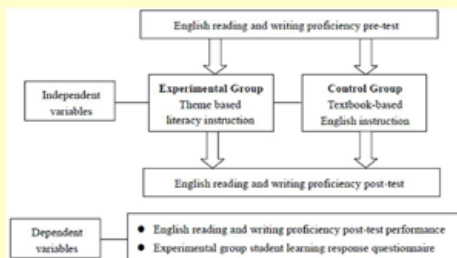 English reading and writing proficiency pre-test
Independent
variables
Experimental Group
Theme based
literacy instruction
Control Group
Textbook-based
English instruction
English reading and writing proficiency post-test
Dependent
variables
● English reading and writing proficiency post-test performance
● Experimental group student learning response questionnaire